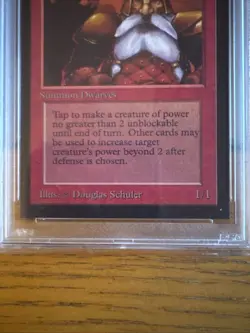 Summon Dwarves
Tap to make a creature of power
no greater than 2 unblockable
until end of turn. Other cards may
be used to increase target
creature's power beyond 2 after
defense is chosen.
Illus. © Douglas Schuler 1/1